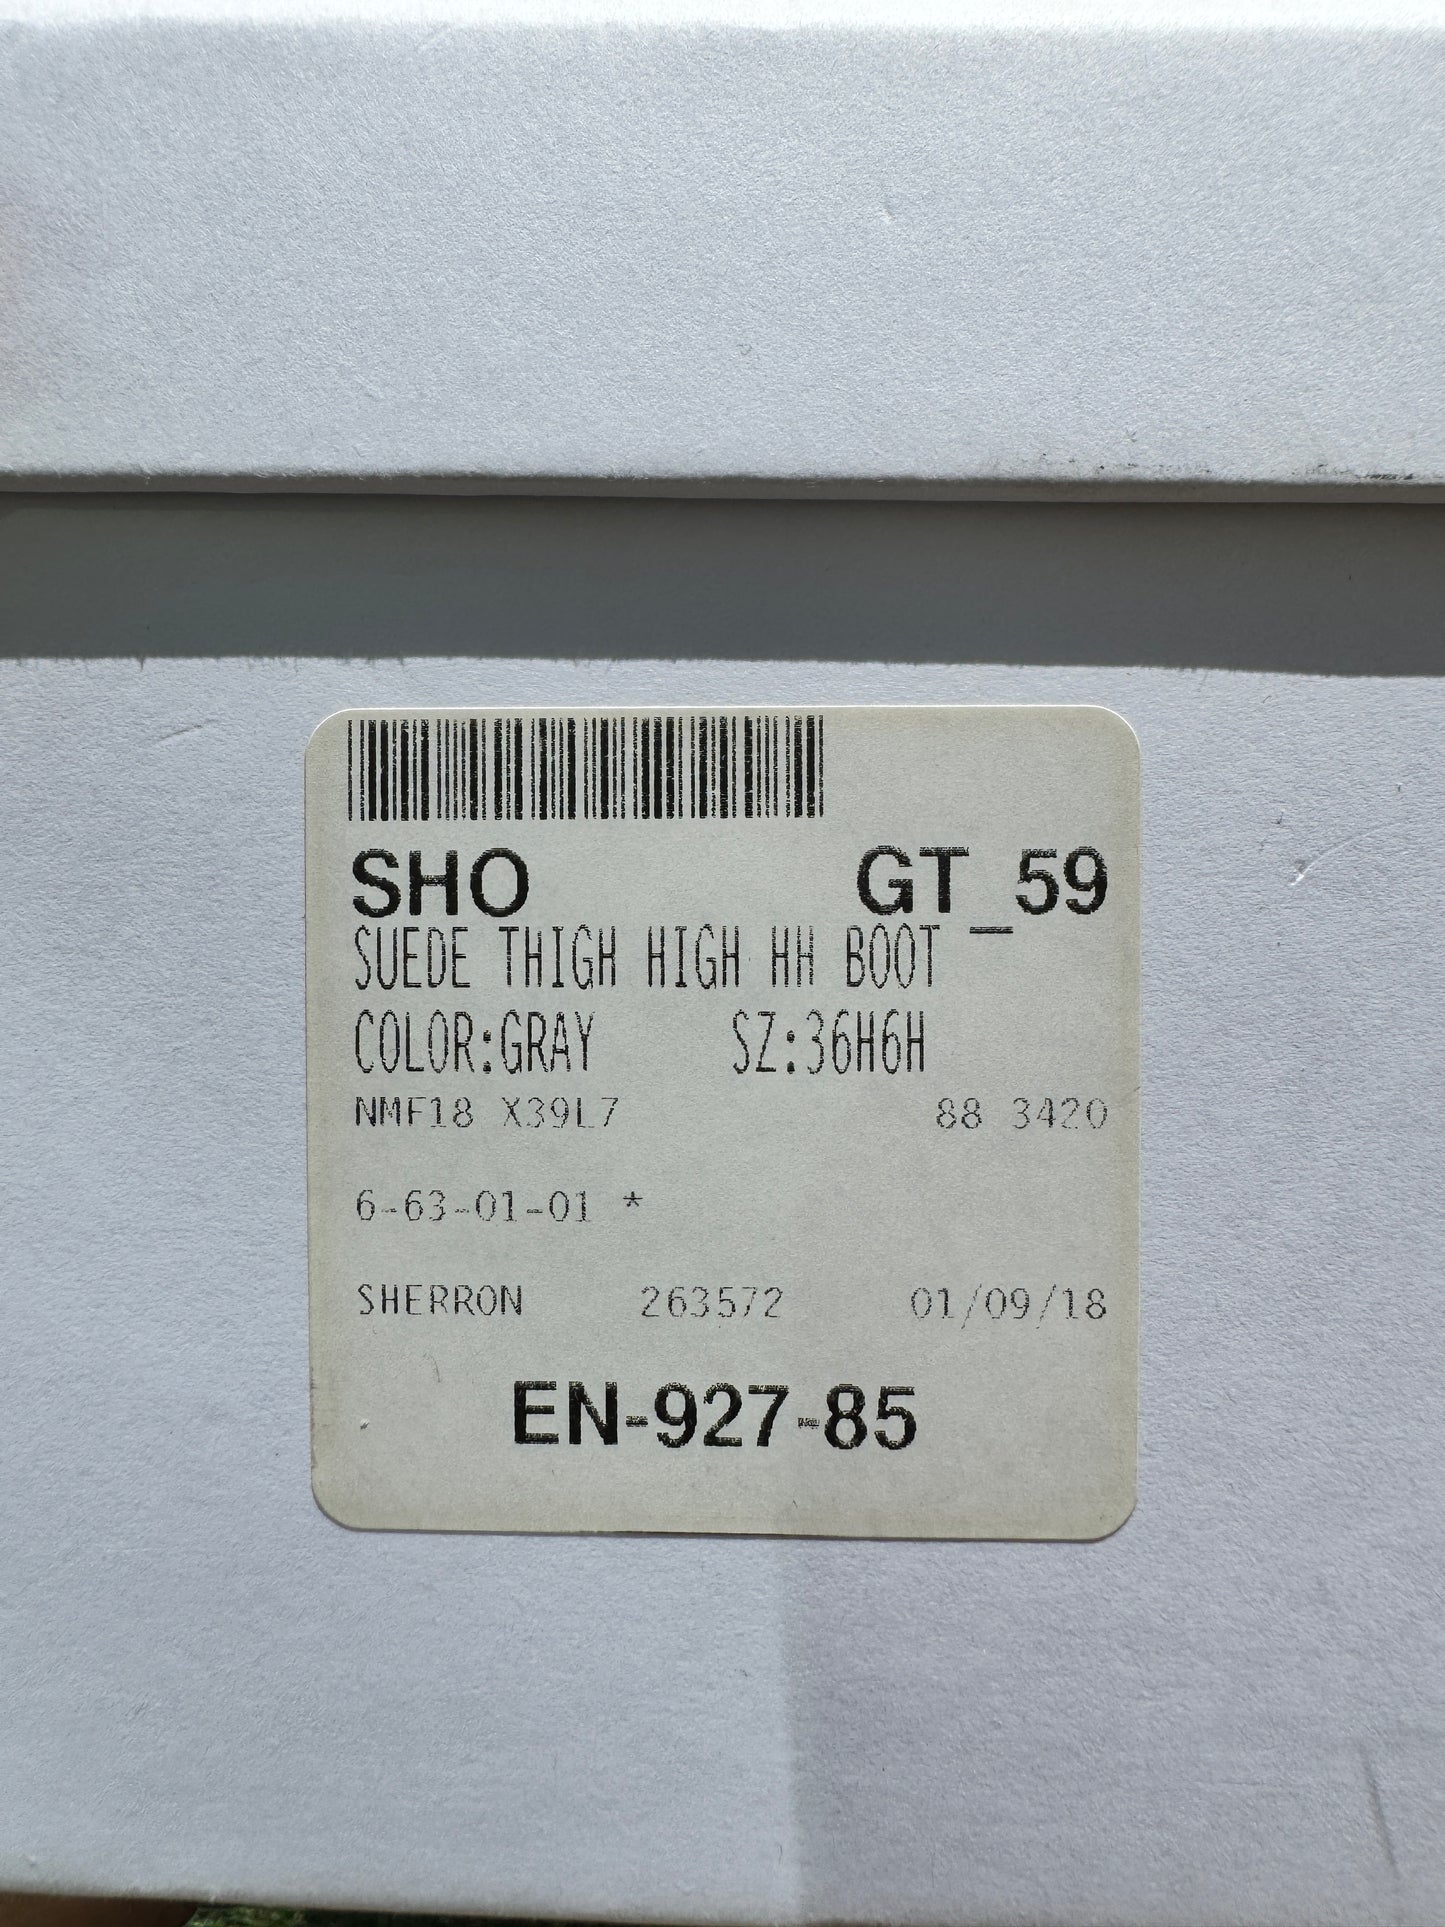 SHO GT_59
SUEDE THIGH HIGH HH BOOT
COLOR:GRAY SZ:36H6H
NMF18 X39L7 88 3420
6-63-01-01 *
SHERRON 263572 01/09/18
EN-927-85